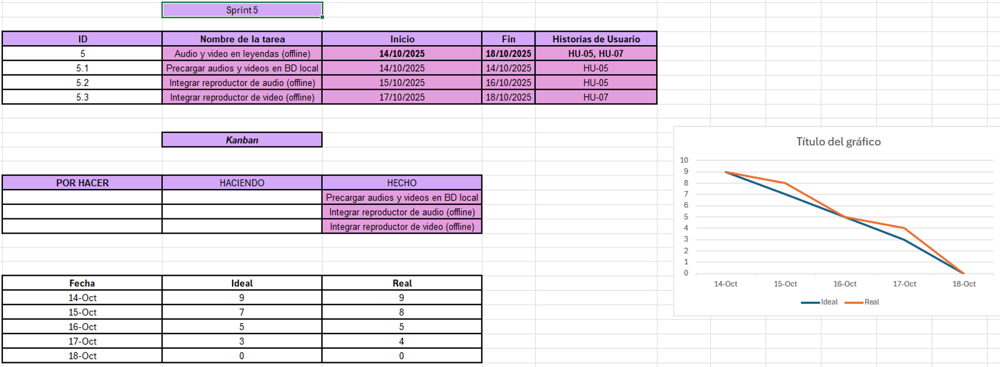 Sprint 5
ID Nombre de la tarea Inicio Fin Historias de Usuario
5 Audio y video en leyendas (offline) 14/10/2025 18/10/2025 HU-05, HU-07
5.1 Precargar audios y videos en BD local 14/10/2025 14/10/2025 HU-05
5.2 Integrar reproductor de audio (offline) 15/10/2025 16/10/2025 HU-05
5.3 Integrar reproductor de video (offline) 17/10/2025 18/10/2025 HU-07
Kanban
POR HACER HACIENDO HECHO
Precargar audios y videos en BD local
Integrar reproductor de audio (offline)
Integrar reproductor de video (offline)
Fecha Ideal Real
14-Oct 9 9
15-Oct 7 8
16-Oct 5 5
17-Oct 3 4
18-Oct 0 0
Título del gráfico
10
9
8
7
6
5
4
3
2
1
0
14-Oct 15-Oct 16-Oct 17-Oct 18-Oct
Ideal Real